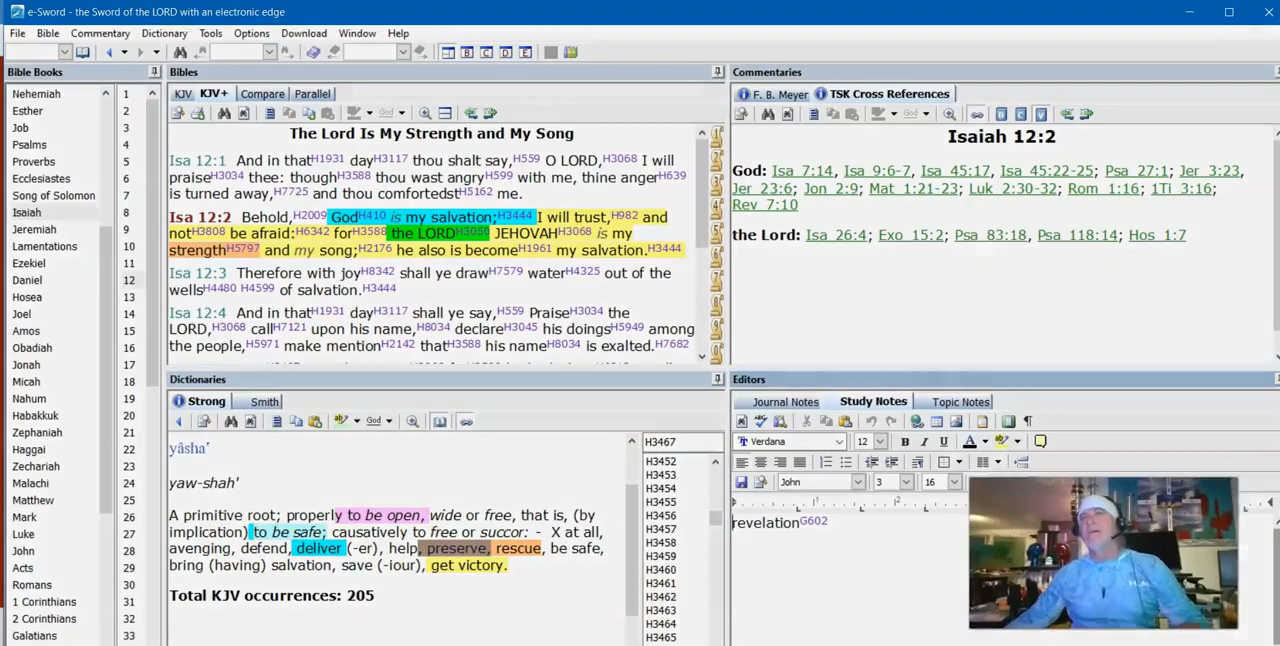 e-Sword - the Sword of the LORD with an electronic edge
File Bible Commentary Dictionary Tools Options Download Window Help
B C D E
Bible Books
Nehemiah
Esther
Job
Psalms
Proverbs
Ecclesiastes
Song of Solomon
Isaiah
Jeremiah
Lamentations
Ezekiel
Daniel
Hosea
Joel
Amos
Obadiah
Jonah
Micah
Nahum
Habakkuk
Zephaniah
Haggai
Zechariah
Malachi
Matthew
Mark
Luke
John
Acts
Romans
1 Corinthians
2 Corinthians
Galatians
1
2
3
4
5
6
7
8
9
10
11
12
13
14
15
16
17
18
19
20
21
22
23
24
25
26
27
28
29
30
31
32
33
Bibles
KJV KJV+ Compare Parallel
God
The Lord Is My Strength and My Song
Isa 12:1 And in thatH1931 dayH3117 thou shalt say,H559 O LORD,H3068 I will
praiseH3034 thee: thoughH3588 thou wast angryH599 with me, thine angerH639
is turned away,H7725 and thou comfortedstH5162 me.
Isa 12:2 Behold,H2009 GodH410 is my salvation;H3444 I will trust,H982 and
notH3808 be afraid:H6342 forH3588 the LORDH3050 JEHOVAHH3068 is my
strengthH5797 and my song;H2176 he also is becomeH1961 my salvation.H3444
Isa 12:3 Therefore with joyH8342 shall ye drawH7579 waterH4325 out of the
wellsH4480 H4599 of salvation.H3444
Isa 12:4 And in thatH1931 dayH3117 shall ye say,H559 PraiseH3034 the
LORD,H3068 callH7121 upon his name,H8034 declareH3045 his doingsH5949 among
the people,H5971 make mentionH2142 thatH3588 his nameH8034 is exalted.H7682
Commentaries
F. B. Meyer TSK Cross References
God B C V
Isaiah 12:2
God: Isa 7:14, Isa 9:6-7, Isa 45:17, Isa 45:22-25; Psa 27:1; Jer 3:23,
Jer 23:6; Jon 2:9; Mat 1:21-23; Luk 2:30-32; Rom 1:16; 1Ti 3:16;
Rev 7:10
the Lord: Isa 26:4; Exo 15:2; Psa 83:18, Psa 118:14; Hos 1:7
Dictionaries
Strong Smith
God
yâsha‛
yaw-shah'
A primitive root; properly to be open, wide or free, that is, (by
implication) to be safe; causatively to free or succor: - X at all,
avenging, defend, deliver (-er), help, preserve, rescue, be safe,
bring (having) salvation, save (-iour), get victory.
Total KJV occurrences: 205
H3467
H3452
H3453
H3454
H3455
H3456
H3457
H3458
H3459
H3460
H3461
H3462
H3463
H3464
H3465
Editors
Journal Notes Study Notes Topic Notes
Verdana 12 B I U A
John 3 16
1 2
revelationG602